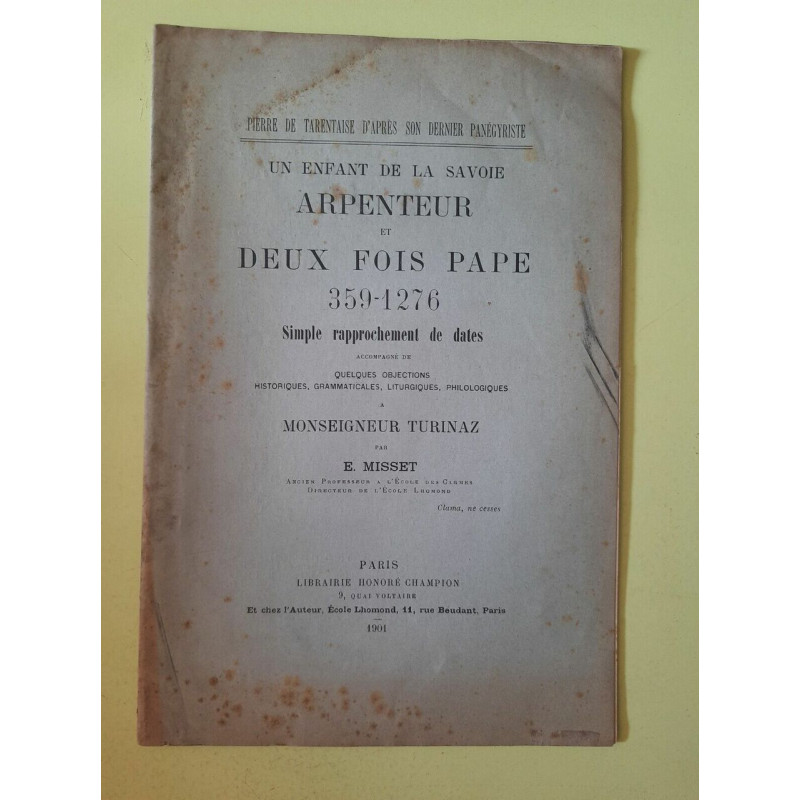 PIERRE DE TARENTAISE D'APRÈS SON DERNIER PANÉGYRISTE
UN ENFANT DE LA SAVOIE
ARPENTEUR
ET
DEUX FOIS PAPE
359-1276
Simple rapprochement de dates
ACCOMPAGNÉ DE
QUELQUES OBJECTIONS
HISTORIQUES, GRAMMATICALES, LITURGIQUES, PHILOLOGIQUES
A
MONSEIGNEUR TURINAZ
PAR
E. MISSET
ANCIEN PROFESSEUR A L'ÉCOLE DES CARMES
DIRECTEUR DE L'ÉCOLE LHOMOND
Clama, ne cesses
PARIS
LIBRAIRIE HONORÉ CHAMPION
9, QUAI VOLTAIRE
Et chez l'Auteur, École Lhomond, 11, rue Beudant, Paris
1901